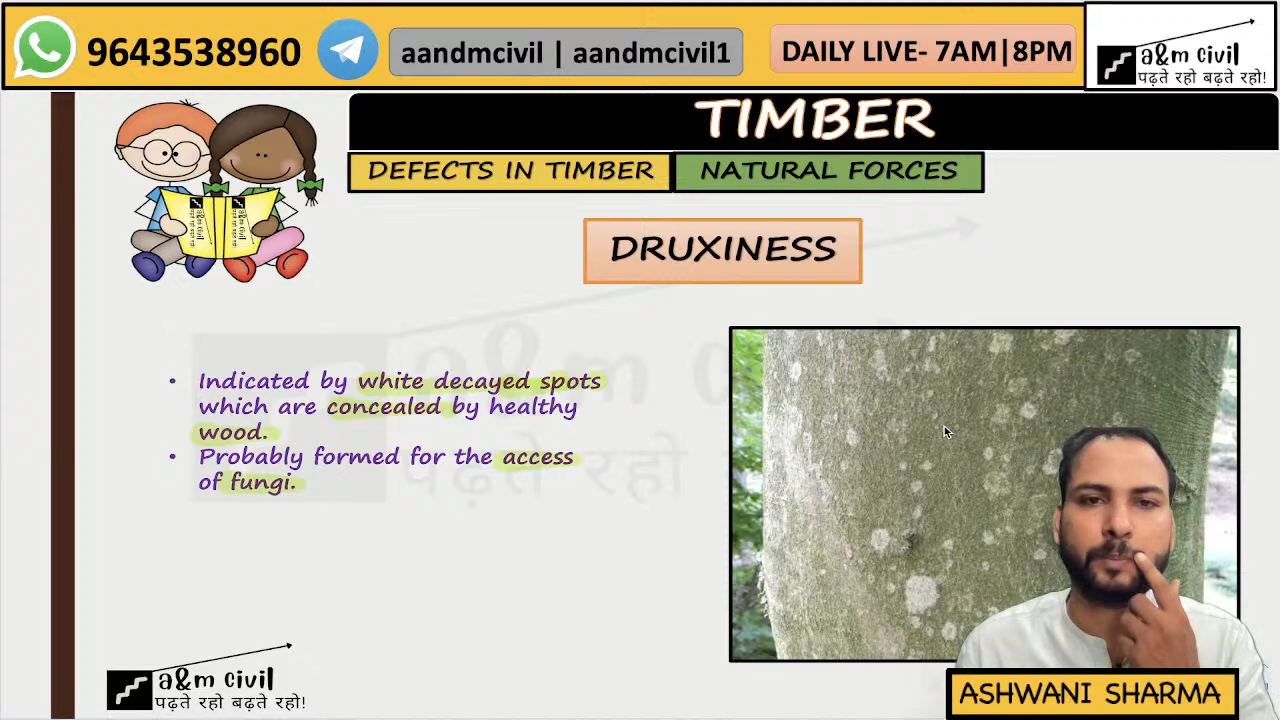 9643538960
aandmcivil | aandmcivil1
DAILY LIVE- 7AM|8PM
a&m civil
पढ़ते रहो बढ़ते रहो!
TIMBER
DEFECTS IN TIMBER
NATURAL FORCES
DRUXINESS
• Indicated by white decayed spots
which are concealed by healthy
wood.
• Probably formed for the access
of fungi.
a&m civil
पढ़ते रहो बढ़ते रहो!
ASHWANI SHARMA